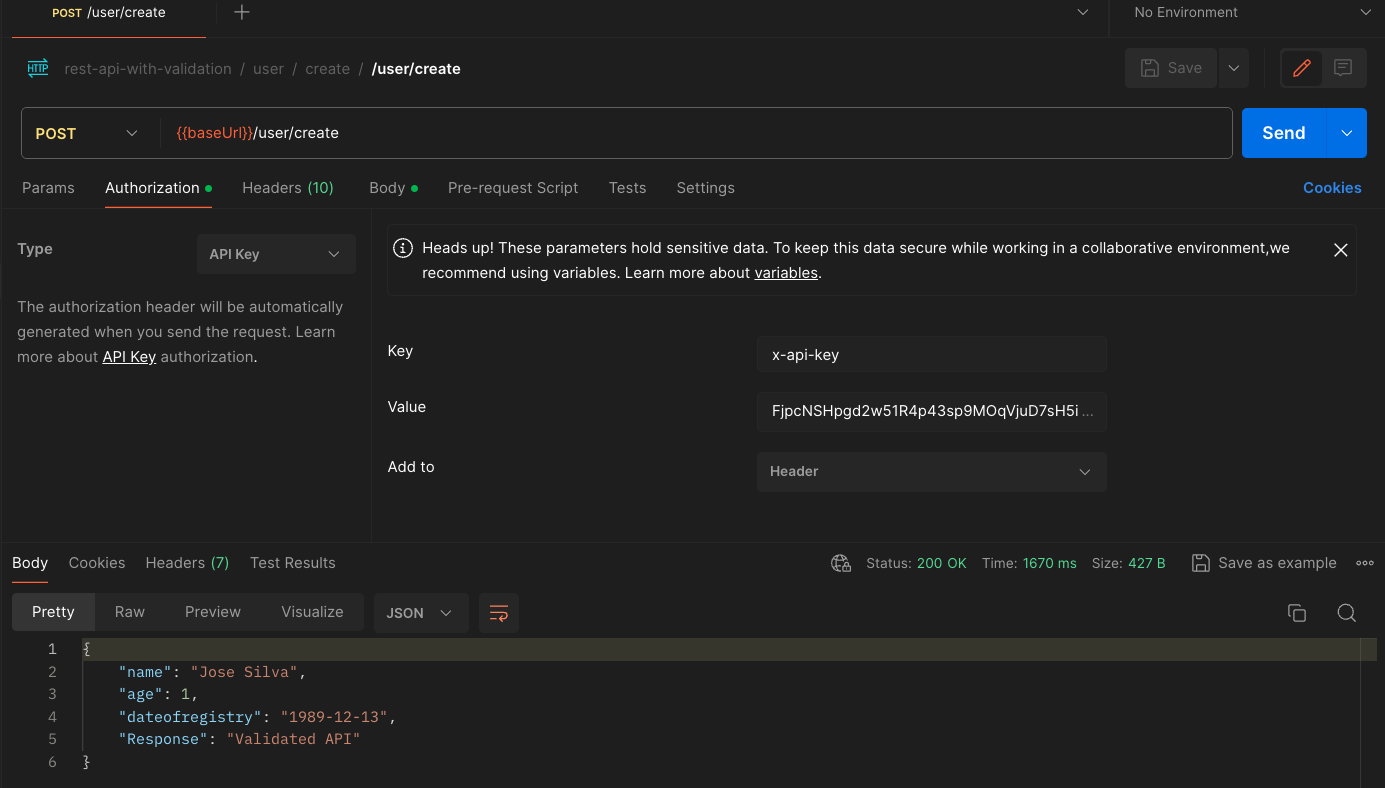 POST /user/create
No Environment
HTTP rest-api-with-validation / user / create / /user/create
Save
POST {{baseUrl}}/user/create
Send
Params Authorization Headers (10) Body Pre-request Script Tests Settings Cookies
Type API Key
The authorization header will be automatically
generated when you send the request. Learn
more about API Key authorization.
Heads up! These parameters hold sensitive data. To keep this data secure while working in a collaborative environment,we
recommend using variables. Learn more about variables.
Key x-api-key
Value FjpcNSHpgd2w51R4p43sp9MOqVjuD7sH5i ...
Add to Header
Body Cookies Headers (7) Test Results
Status: 200 OK Time: 1670 ms Size: 427 B Save as example
Pretty Raw Preview Visualize JSON
1 {
2 "name": "Jose Silva",
3 "age": 1,
4 "dateofregistry": "1989-12-13",
5 "Response": "Validated API"
6 }